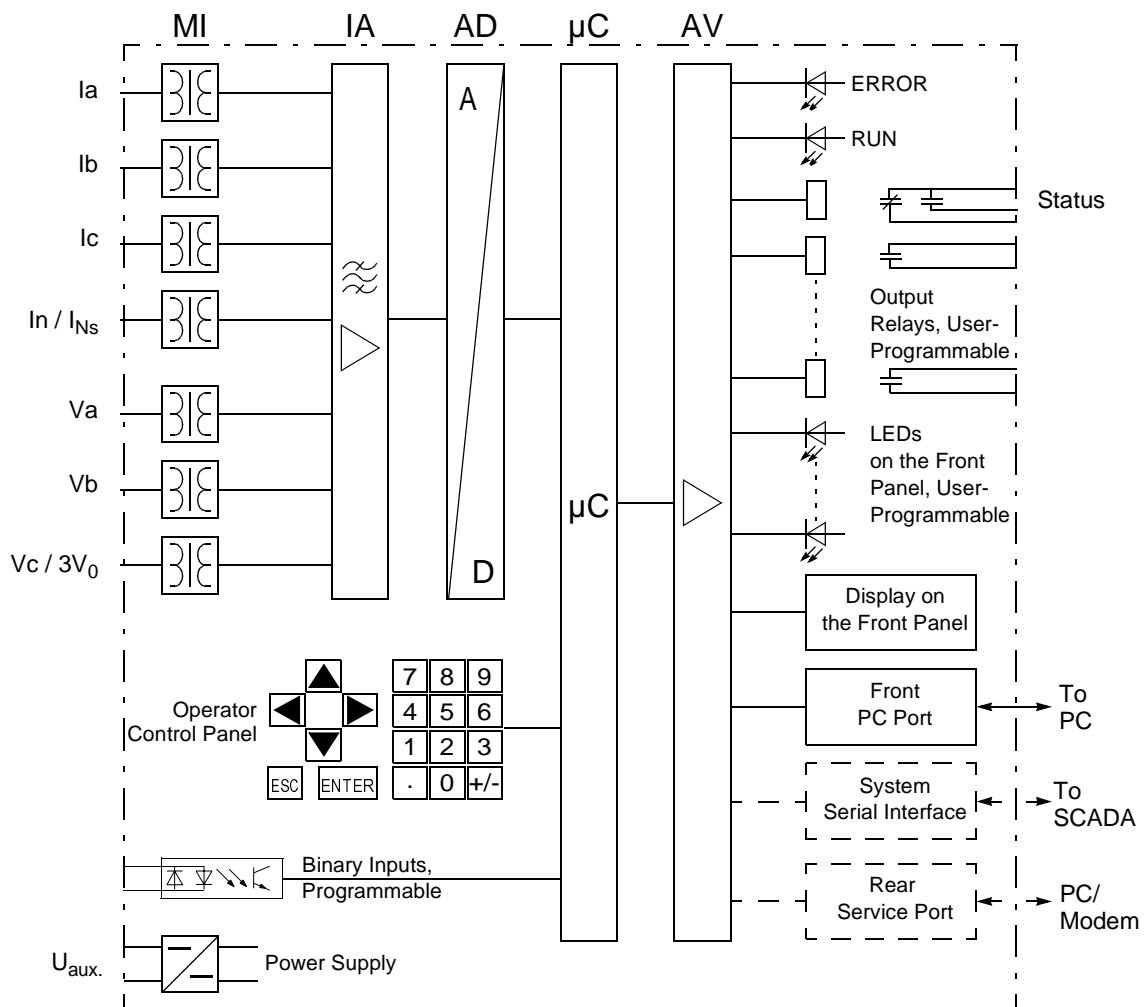 MI IA AD µC AV
Ia
Ib
Ic
In / I_Ns
Va
Vb
Vc / 3V₀
A
D
µC
ERROR
RUN
Status
Output
Relays, User-
Programmable
LEDs
on the Front
Panel, User-
Programmable
Display on
the Front Panel
Front
PC Port
To
PC
System
Serial Interface
To
SCADA
Rear
Service Port
PC/
Modem
Operator
Control Panel
7 8 9
4 5 6
1 2 3
. 0 +/-
ESC ENTER
Binary Inputs,
Programmable
U_aux.
Power Supply